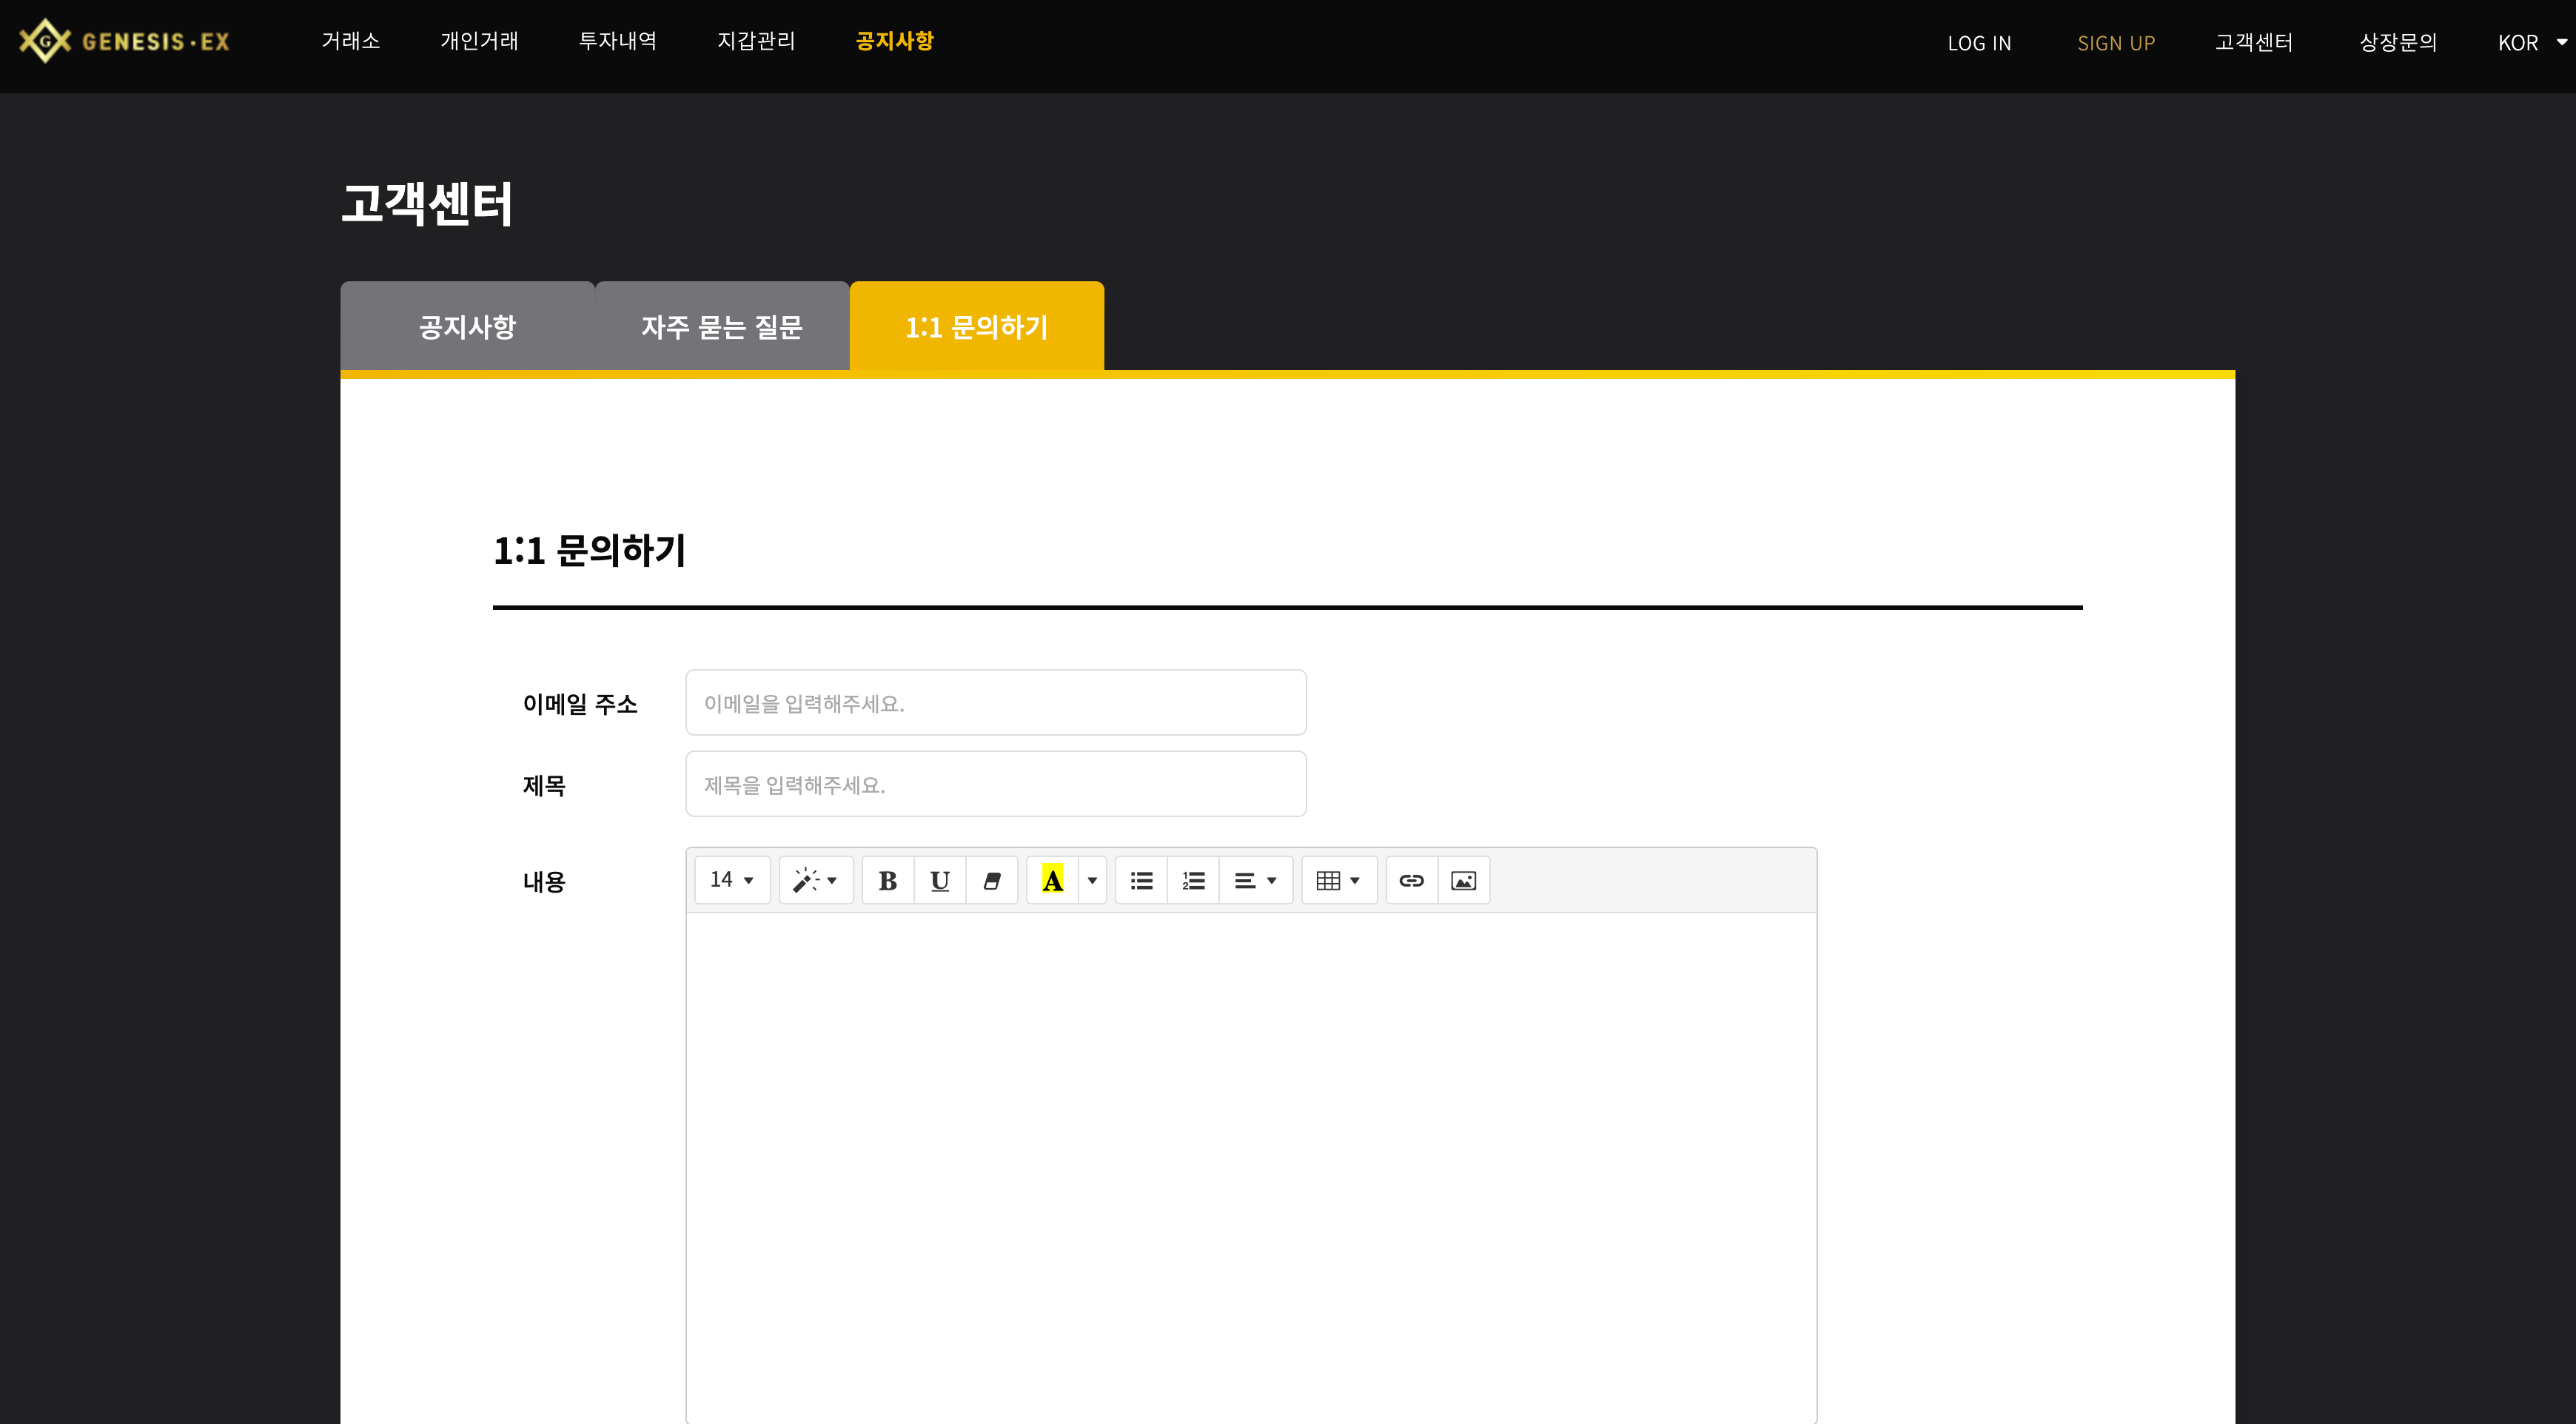 GENESIS·EX 거래소 개인거래 투자내역 지갑관리 공지사항 LOG IN SIGN UP 고객센터 상장문의 KOR
고객센터
공지사항 자주 묻는 질문 1:1 문의하기
1:1 문의하기
이메일 주소 이메일을 입력해주세요.
제목 제목을 입력해주세요.
내용 14 B U A